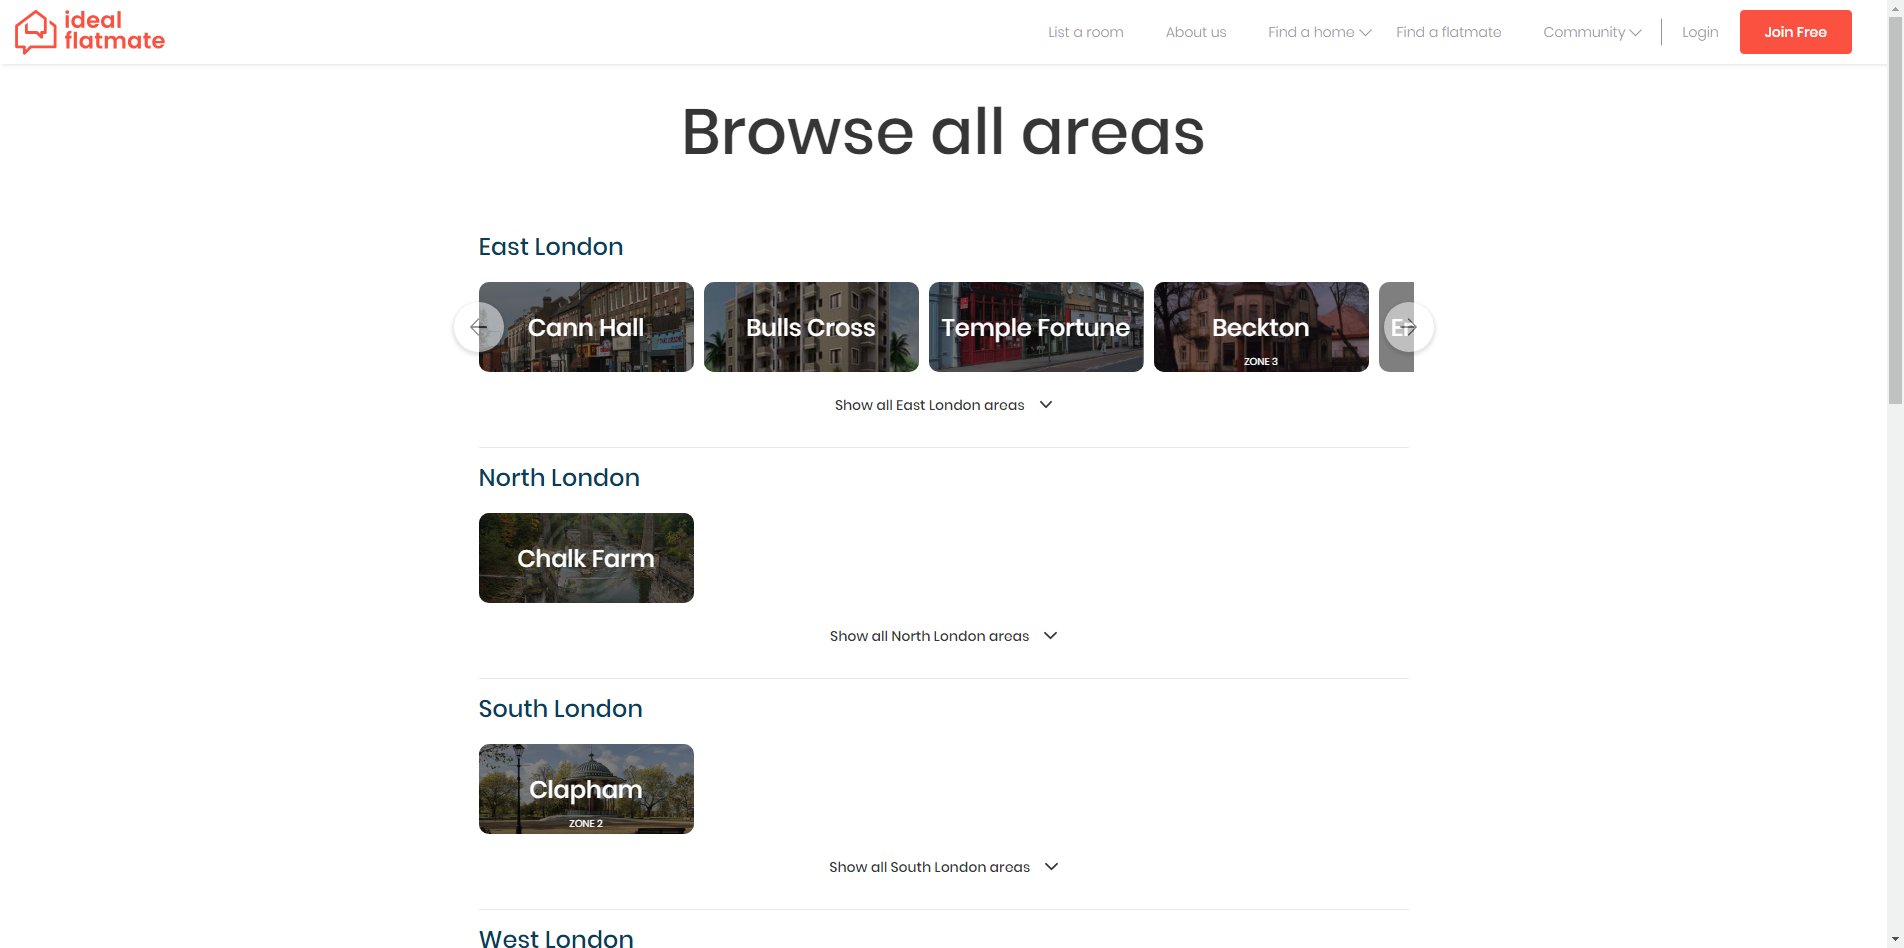 ideal
flatmate
List a room
About us
Find a home
Find a flatmate
Community
Login
Join Free
Browse all areas
East London
Cann Hall
Bulls Cross
Temple Fortune
Beckton
ZONE 3
Show all East London areas
North London
Chalk Farm
Show all North London areas
South London
Clapham
ZONE 2
Show all South London areas
West London